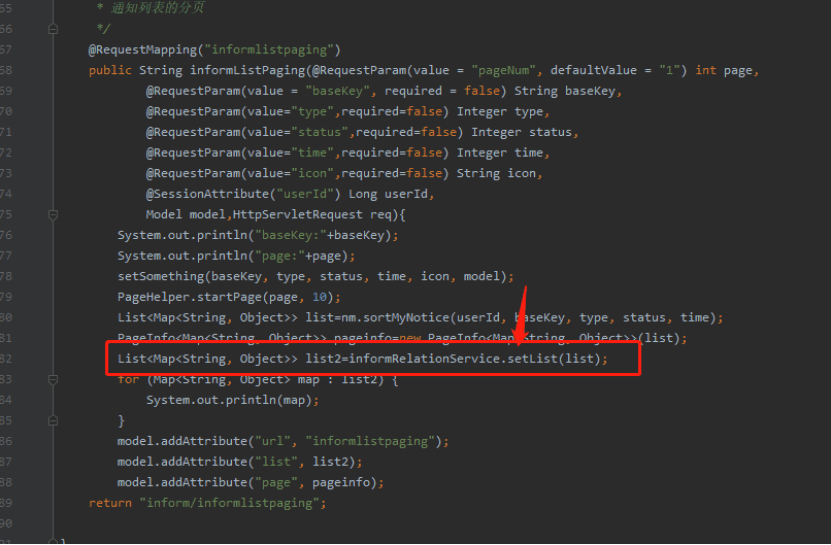 65 * 通知列表的分页
66 */
67 @RequestMapping("informlistpaging")
68 public String informListPaging(@RequestParam(value = "pageNum", defaultValue = "1") int page,
69 @RequestParam(value = "baseKey", required = false) String baseKey,
70 @RequestParam(value="type",required=false) Integer type,
71 @RequestParam(value="status",required=false) Integer status,
72 @RequestParam(value="time",required=false) Integer time,
73 @RequestParam(value="icon",required=false) String icon,
74 @SessionAttribute("userId") Long userId,
75 Model model,HttpServletRequest req){
76 System.out.println("baseKey:"+baseKey);
77 System.out.println("page:"+page);
78 setSomething(baseKey, type, status, time, icon, model);
79 PageHelper.startPage(page, 10);
80 List<Map<String, Object>> list=nm.sortMyNotice(userId, baseKey, type, status, time);
81 PageInfo<Map<String, Object>> pageinfo=new PageInfo<Map<String, Object>>(list);
82 List<Map<String, Object>> list2=informRelationService.setList(list);
83 for (Map<String, Object> map : list2) {
84 System.out.println(map);
85 }
86 model.addAttribute("url", "informlistpaging");
87 model.addAttribute("list", list2);
88 model.addAttribute("page", pageinfo);
89 return "inform/informlistpaging";
90
91 }